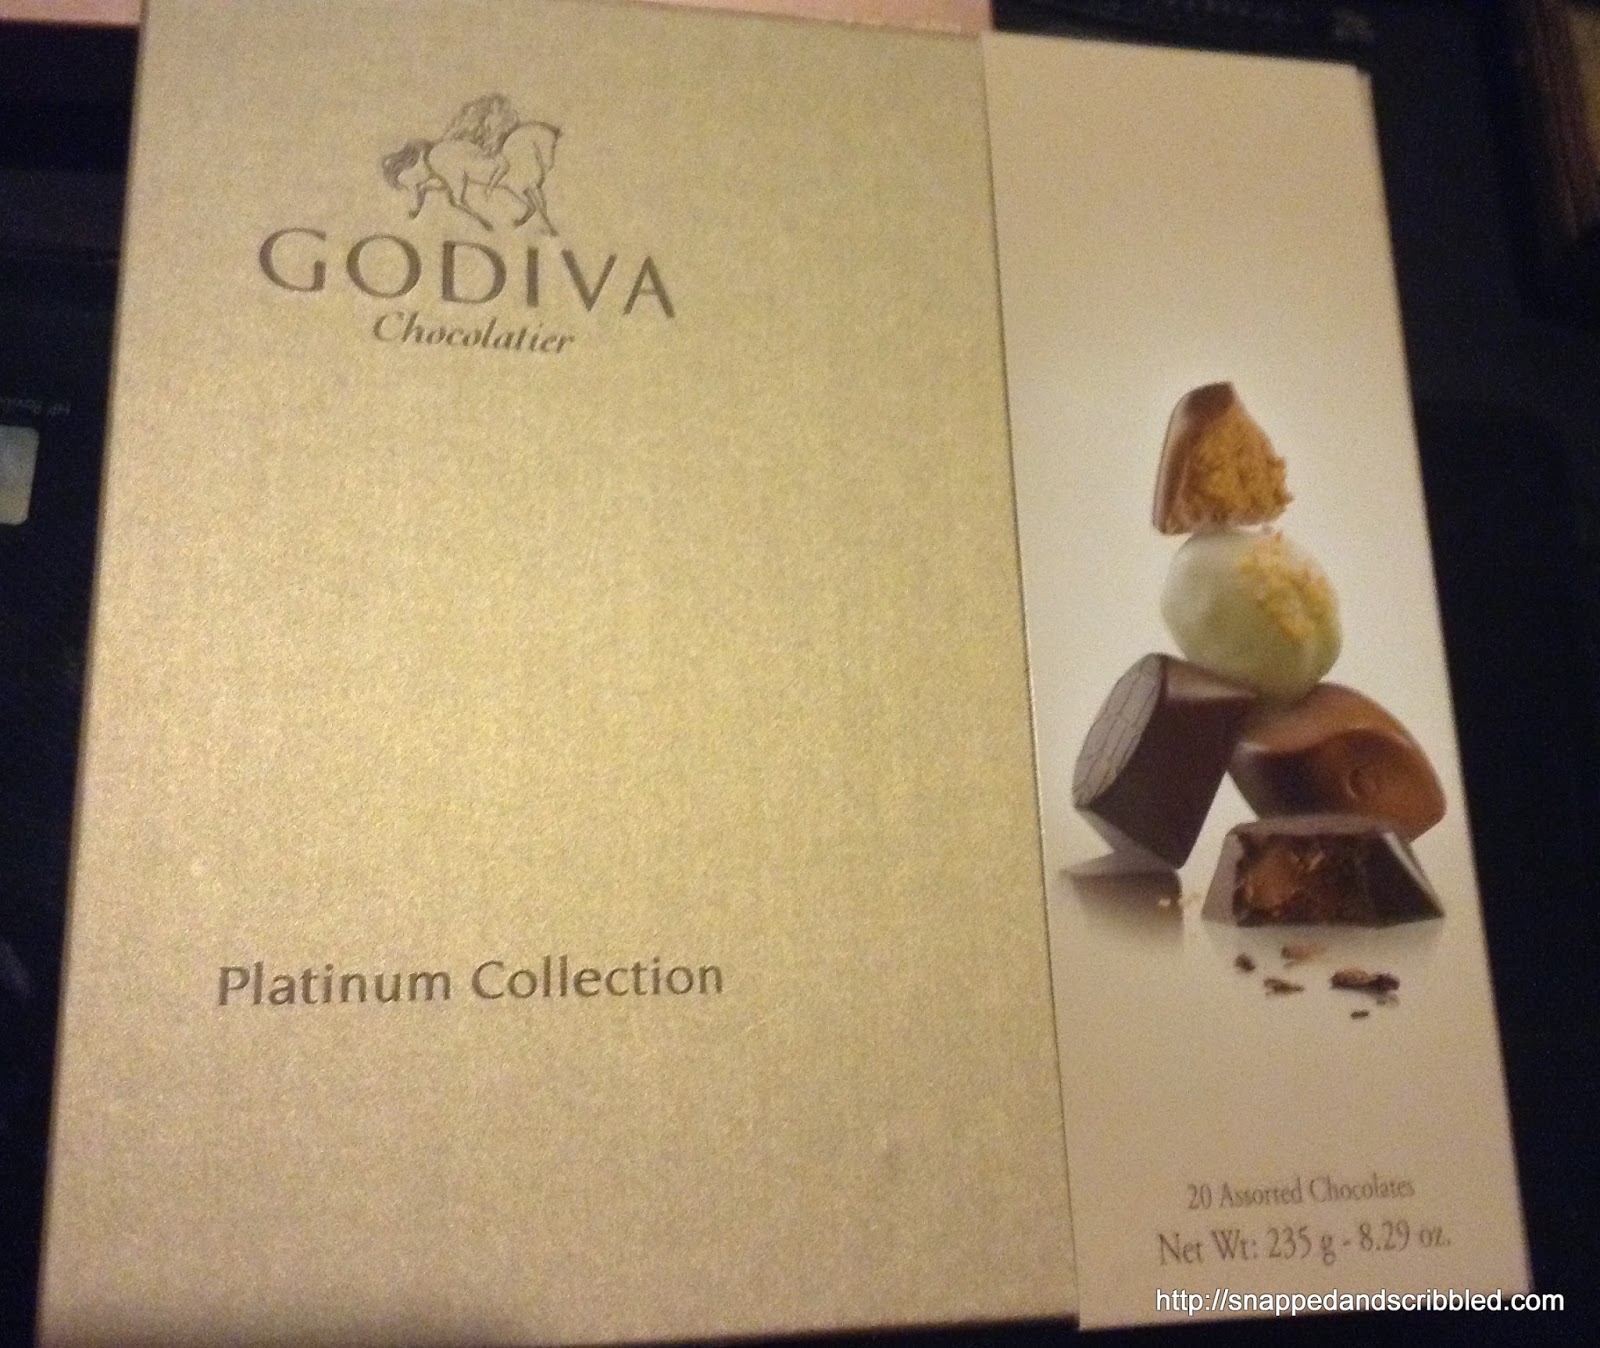 GODIVA
Chocolatier
Platinum Collection
20 Assorted Chocolates
Net Wt: 235 g - 8.29 oz.
http://snappedandscribbled.com